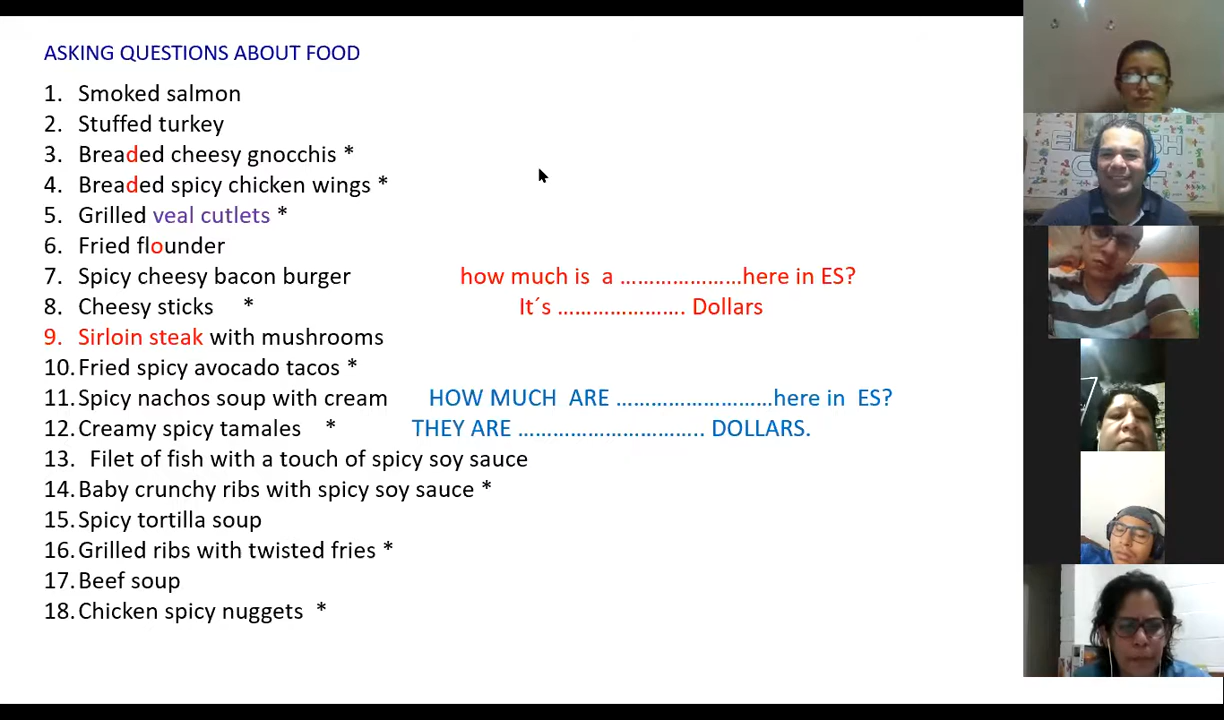 ASKING QUESTIONS ABOUT FOOD
1. Smoked salmon
2. Stuffed turkey
3. Breaded cheesy gnocchis *
4. Breaded spicy chicken wings *
5. Grilled veal cutlets *
6. Fried flounder
7. Spicy cheesy bacon burger
how much is a ………………… here in ES?
8. Cheesy sticks *
It´s …………………. Dollars
9. Sirloin steak with mushrooms
10. Fried spicy avocado tacos *
11. Spicy nachos soup with cream
HOW MUCH ARE ………………………here in ES?
12. Creamy spicy tamales *
THEY ARE ………………………….. DOLLARS.
13. Filet of fish with a touch of spicy soy sauce
14. Baby crunchy ribs with spicy soy sauce *
15. Spicy tortilla soup
16. Grilled ribs with twisted fries *
17. Beef soup
18. Chicken spicy nuggets *